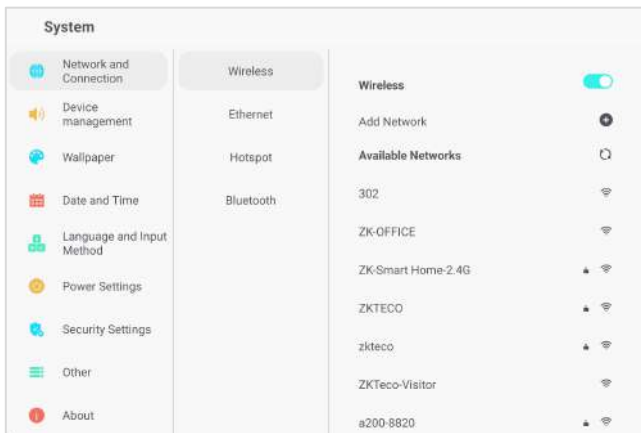 System
Network and
Connection
Device
management
Wallpaper
Date and Time
Language and Input
Method
Power Settings
Security Settings
Other
About
Wireless
Ethernet
Hotspot
Bluetooth
Wireless
Add Network
Available Networks
302
ZK-OFFICE
ZK-Smart Home-2.4G
ZKTECO
zkteco
ZKTeco-Visitor
a200-8820